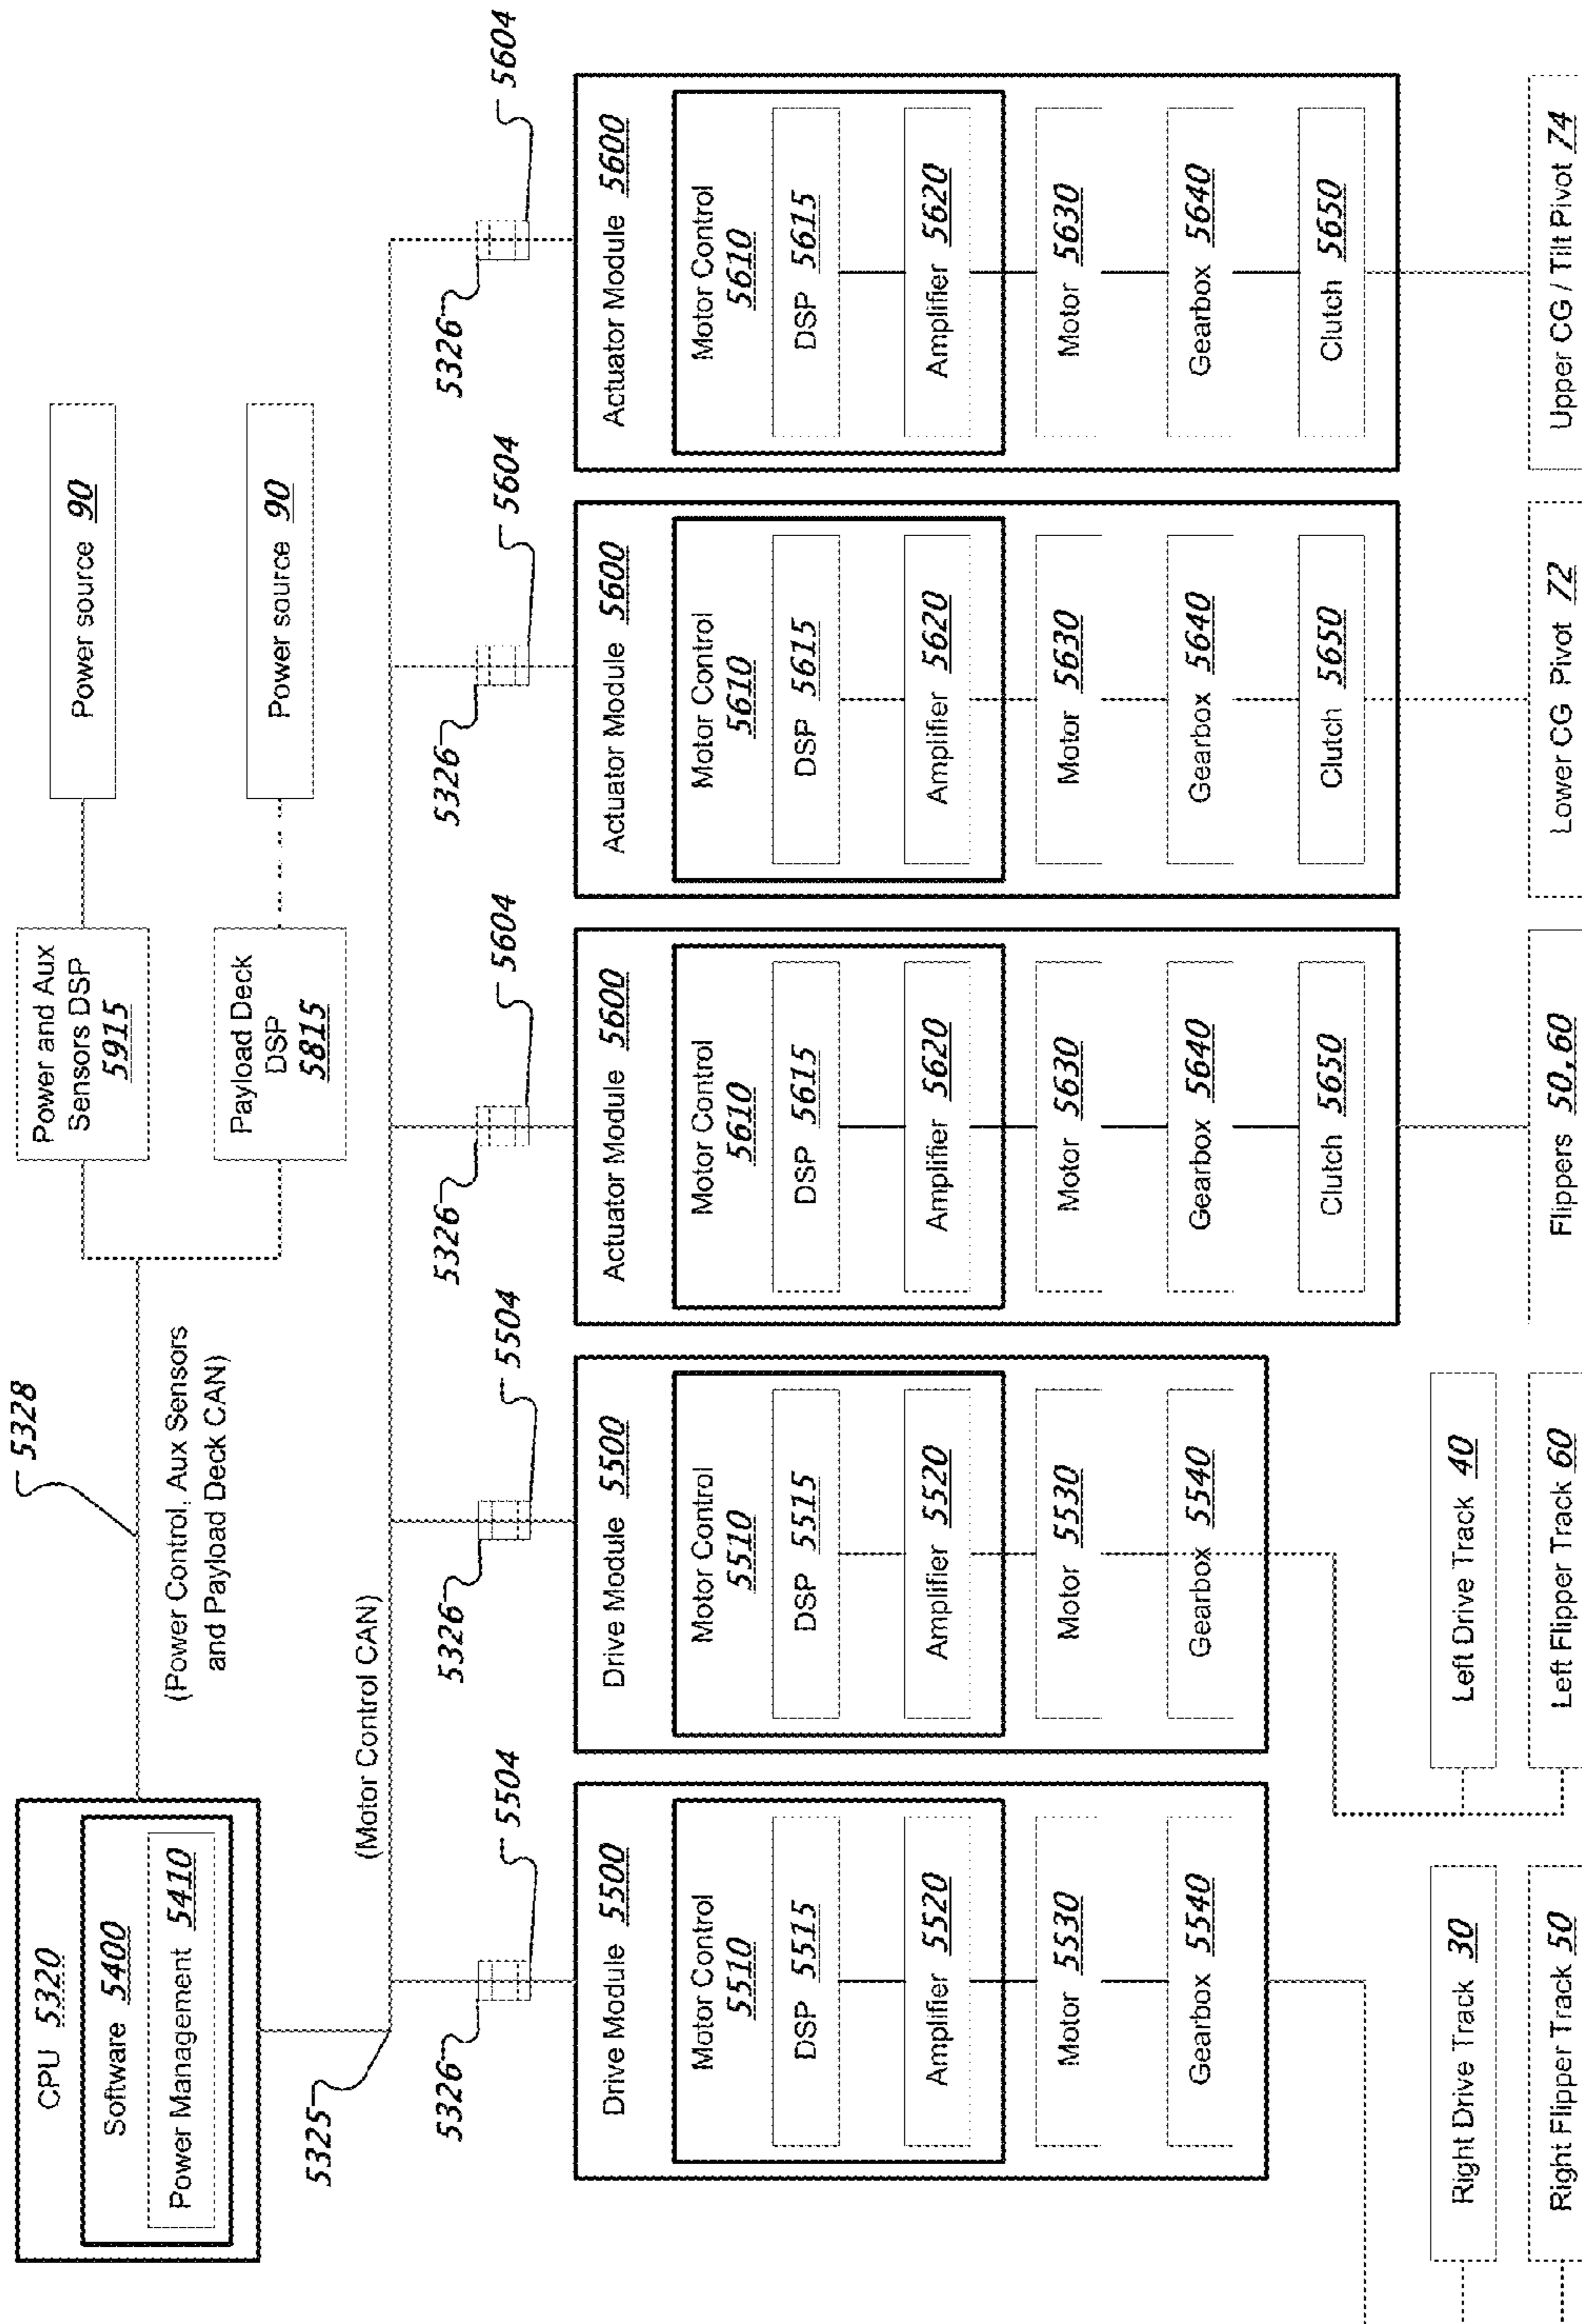 CPU 5320
Software 5400
Power Management 5410
5328
(Power Control, Aux Sensors
and Payload Deck CAN)
Power and Aux
Sensors DSP
5915
Power source 90
Payload Deck
DSP
5815
Power source 90
5325
(Motor Control CAN)
5326
5504
5326
5504
5326
5604
5326
5604
5326
5604
Drive Module 5500
Motor Control
5510
DSP 5515
Amplifier 5520
Motor 5530
Gearbox 5540
Drive Module 5500
Motor Control
5510
DSP 5515
Amplifier 5520
Motor 5530
Gearbox 5540
Actuator Module 5600
Motor Control
5610
DSP 5615
Amplifier 5620
Motor 5630
Gearbox 5640
Clutch 5650
Actuator Module 5600
Motor Control
5610
DSP 5615
Amplifier 5620
Motor 5630
Gearbox 5640
Clutch 5650
Actuator Module 5600
Motor Control
5610
DSP 5615
Amplifier 5620
Motor 5630
Gearbox 5640
Clutch 5650
Right Drive Track 30
Right Flipper Track 50
Left Drive Track 40
Left Flipper Track 60
Flippers 50,60
Lower CG Pivot 72
Upper CG / Tilt Pivot 74